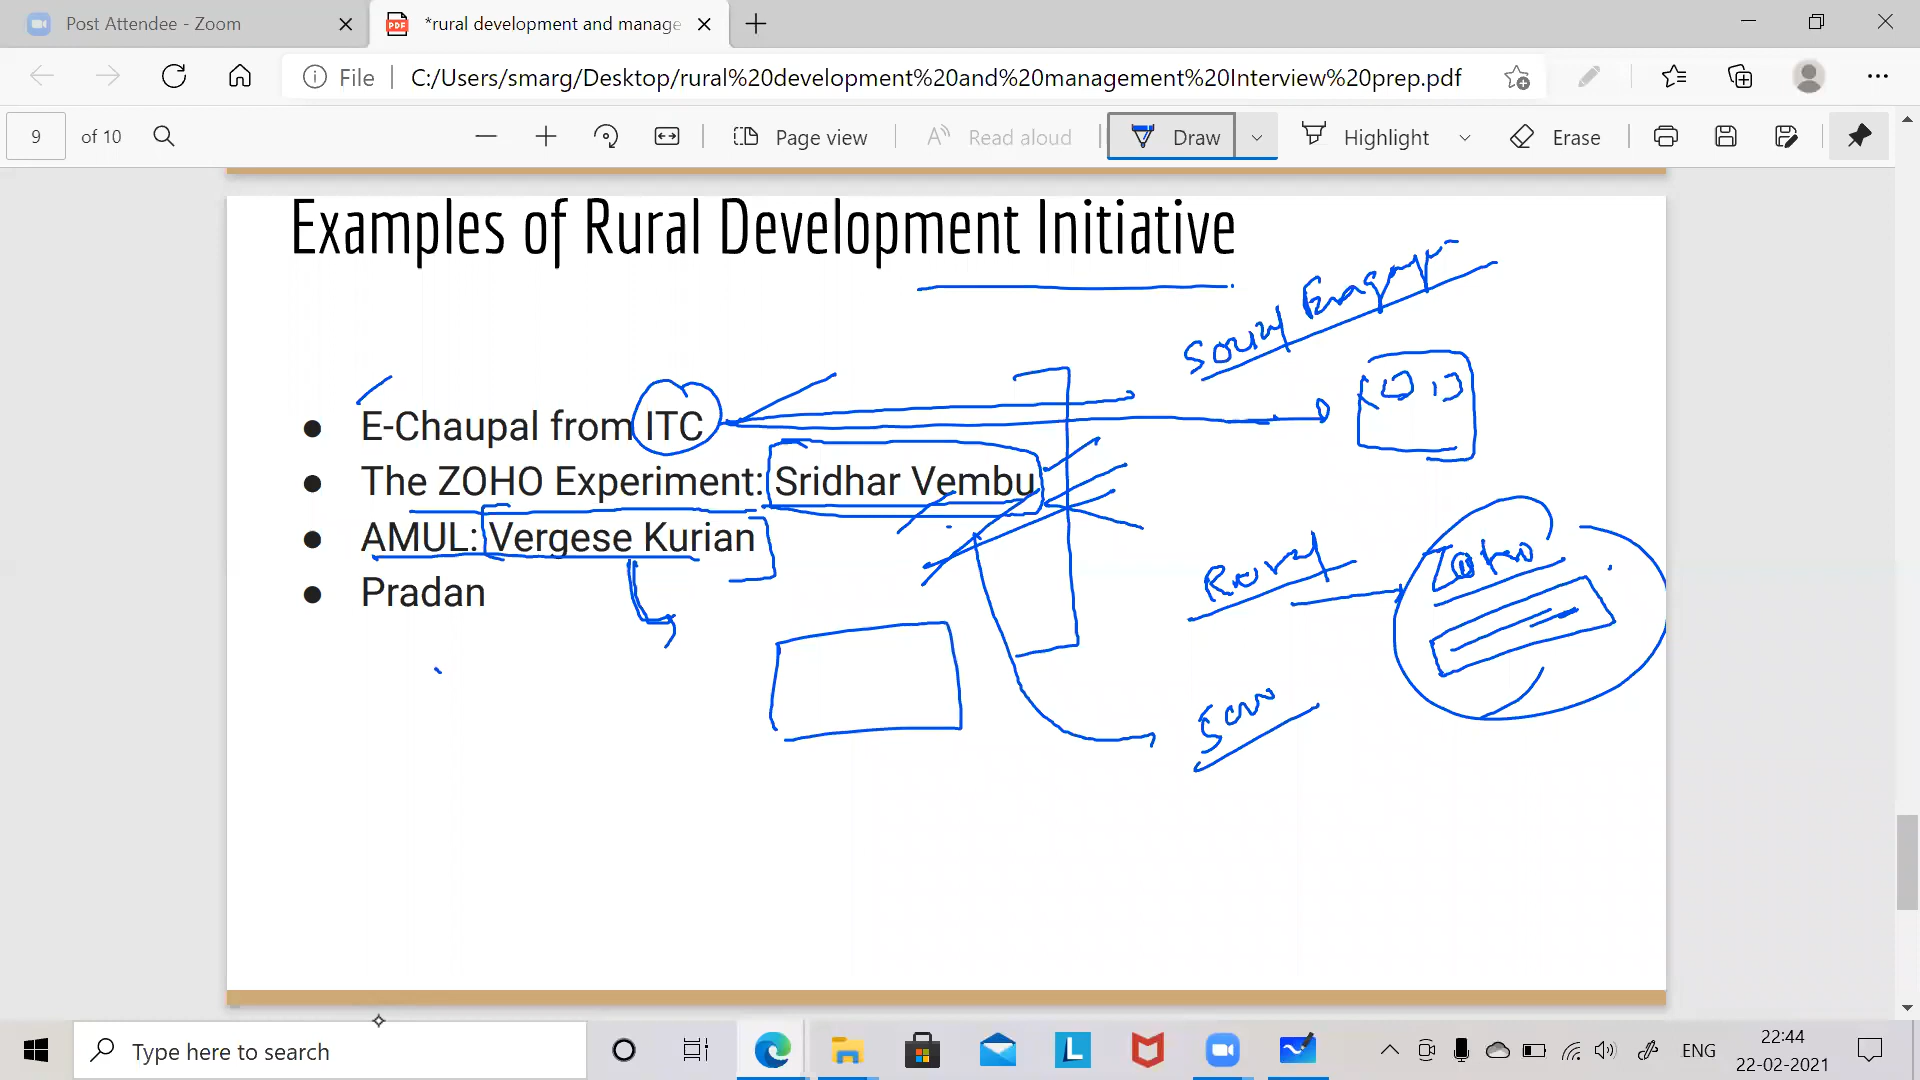 Post Attendee - Zoom
*rural development and manage
File
C:/Users/smarg/Desktop/rural%20development%20and%20management%20Interview%20prep.pdf
9 of 10
Page view
Read aloud
Draw
Highlight
Erase
Examples of Rural Development Initiative
E-Chaupal from ITC
The ZOHO Experiment: Sridhar Vembu
AMUL: Vergese Kurian
Pradan
Rural
Zoho
Type here to search
ENG
22:44
22-02-2021